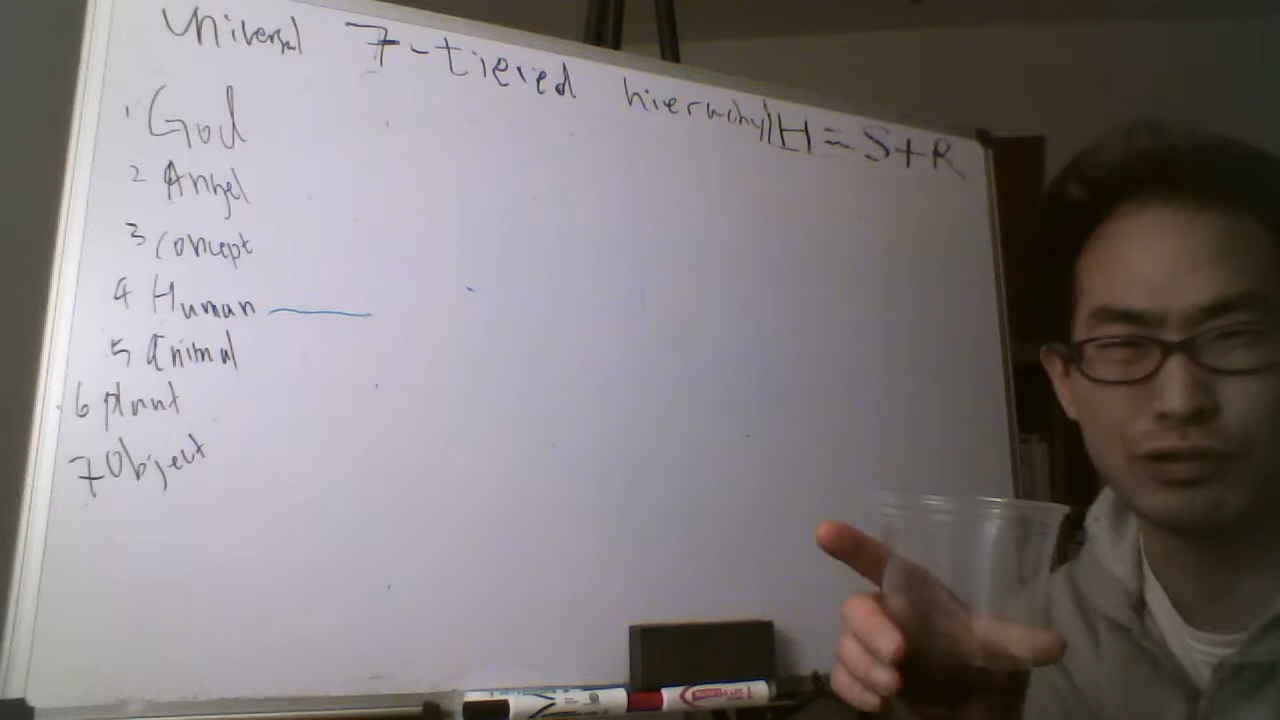 Universal 7-tiered hierarchy H = S+R
1 God
2 Angel
3 concept
4 Human
5 Animal
6 plant
7 Object